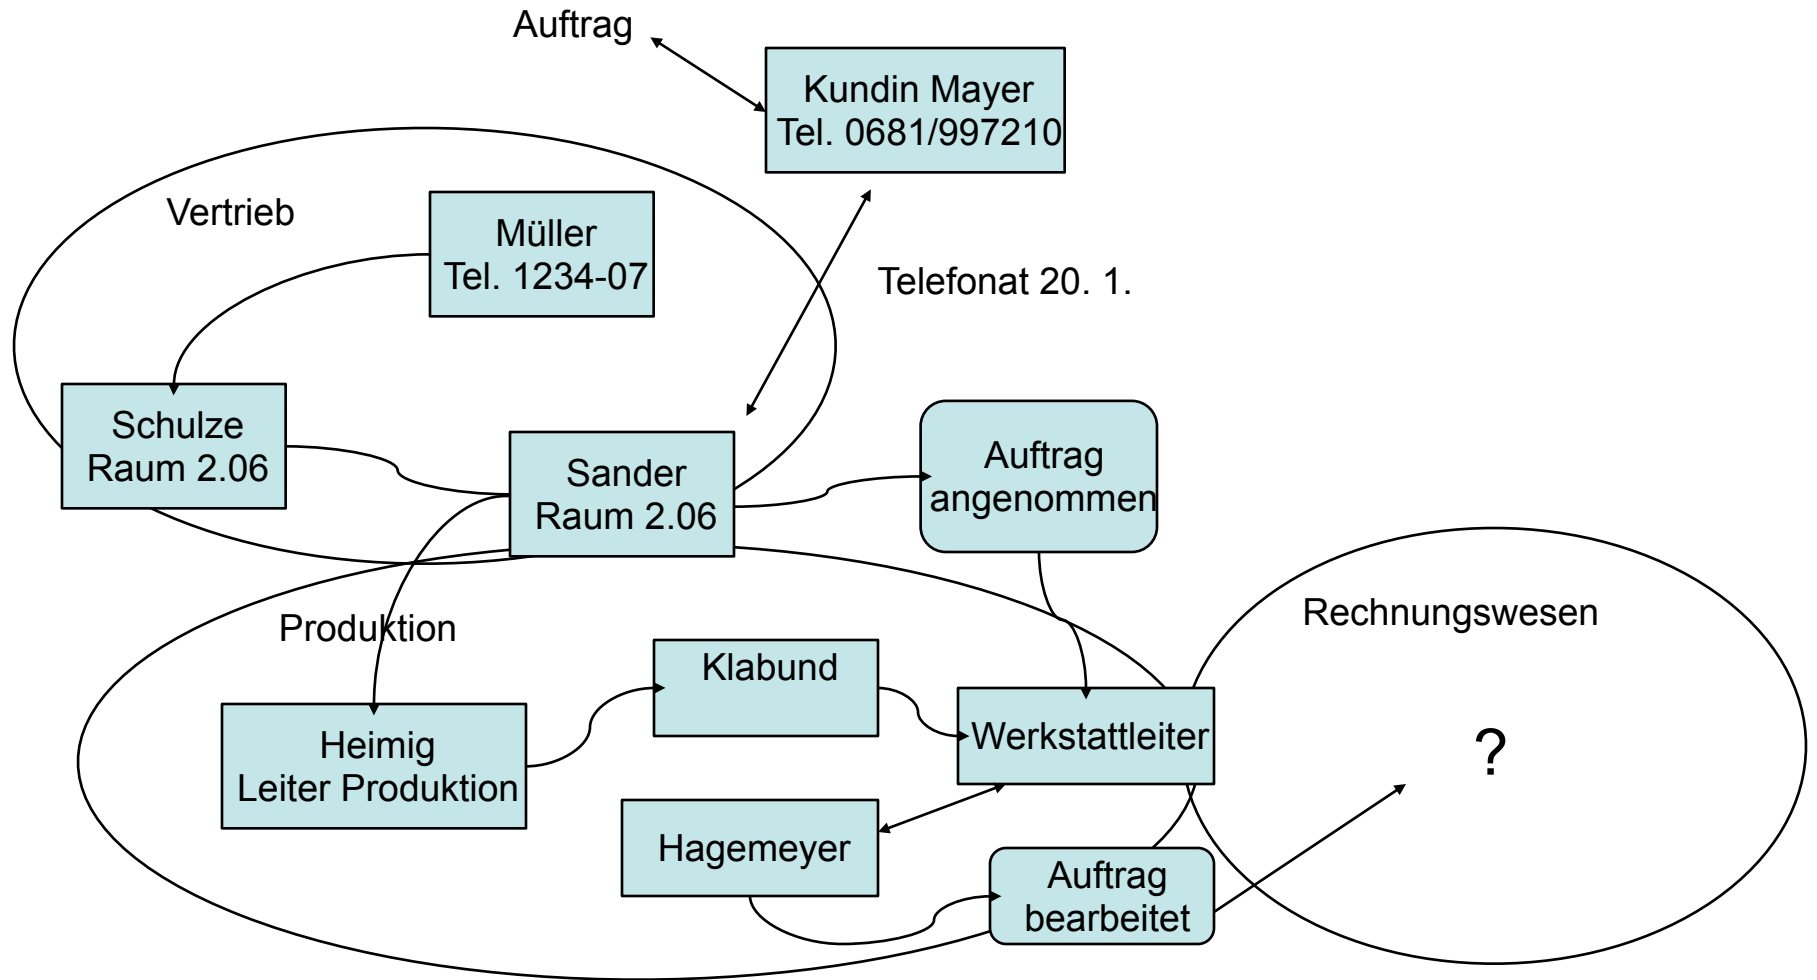 Auftrag
Kundin Mayer
Tel. 0681/997210
Vertrieb
Müller
Tel. 1234-07
Telefonat 20. 1.
Schulze
Raum 2.06
Sander
Raum 2.06
Auftrag
angenommen
Produktion
Rechnungswesen
Klabund
Heimig
Leiter Produktion
Werkstattleiter
?
Hagemeyer
Auftrag
bearbeitet